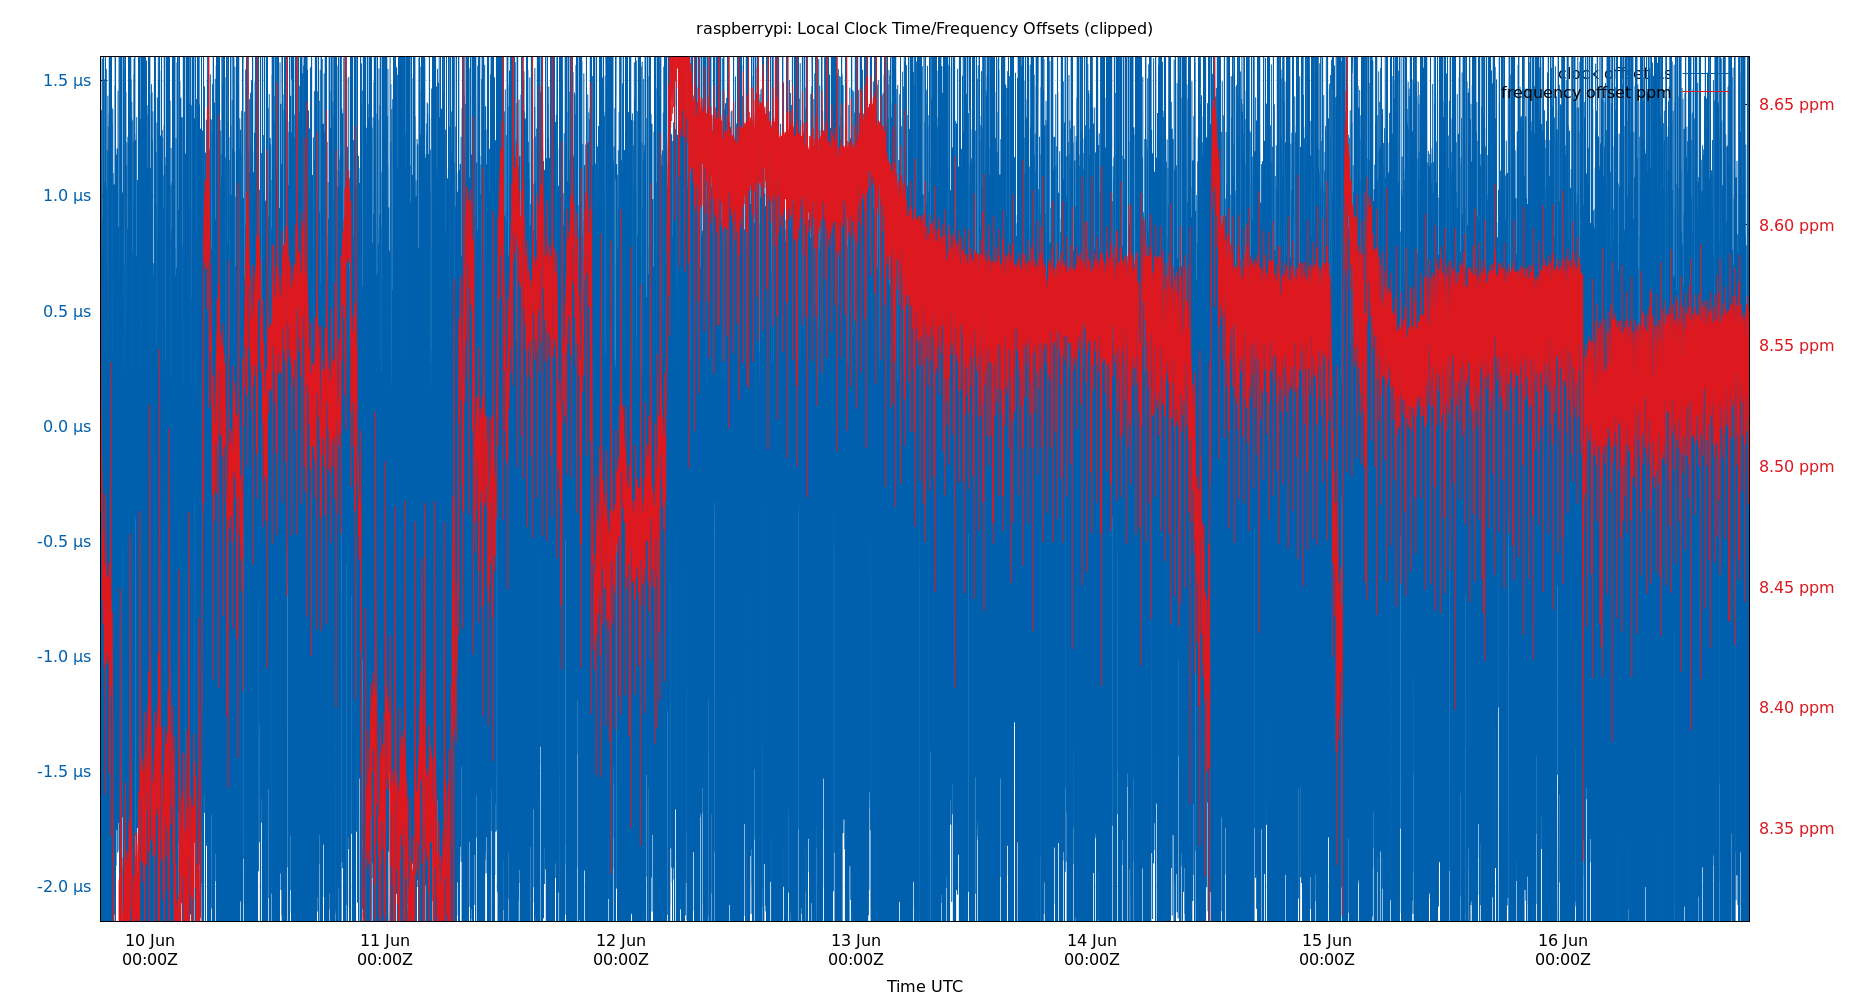 raspberrypi: Local Clock Time/Frequency Offsets (clipped)
clock offset μs
frequency offset ppm
1.5 μs
1.0 μs
0.5 μs
0.0 μs
-0.5 μs
-1.0 μs
-1.5 μs
-2.0 μs
8.65 ppm
8.60 ppm
8.55 ppm
8.50 ppm
8.45 ppm
8.40 ppm
8.35 ppm
10 Jun 11 Jun 12 Jun 13 Jun 14 Jun 15 Jun 16 Jun
00:00Z 00:00Z 00:00Z 00:00Z 00:00Z 00:00Z 00:00Z
Time UTC